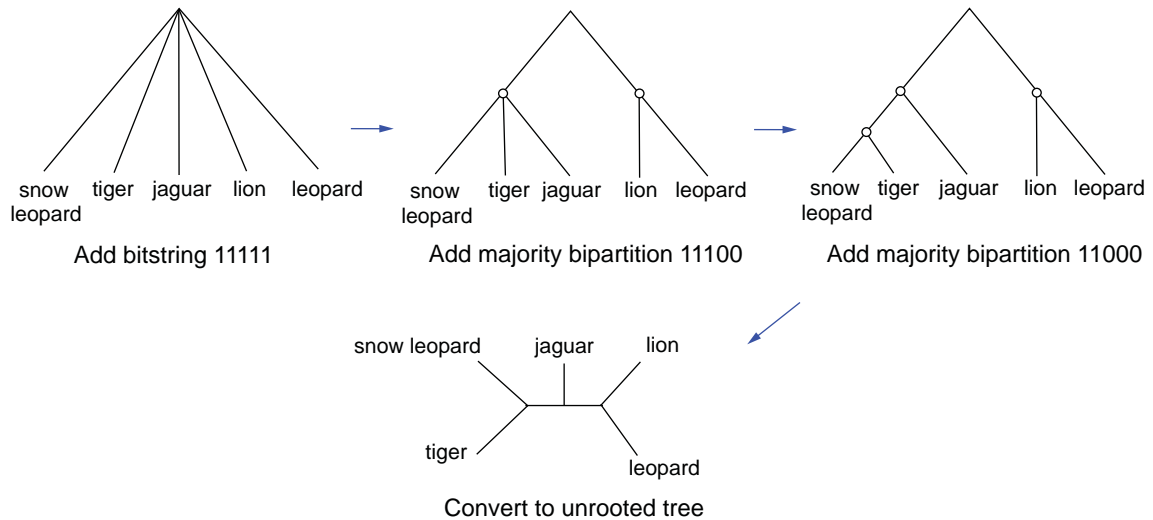 snow
leopard
tiger
jaguar
lion
leopard
Add bitstring 11111
snow
leopard
tiger
jaguar
lion
leopard
Add majority bipartition 11100
snow
leopard
tiger
jaguar
lion
leopard
Add majority bipartition 11000
snow leopard
jaguar
lion
tiger
leopard
Convert to unrooted tree